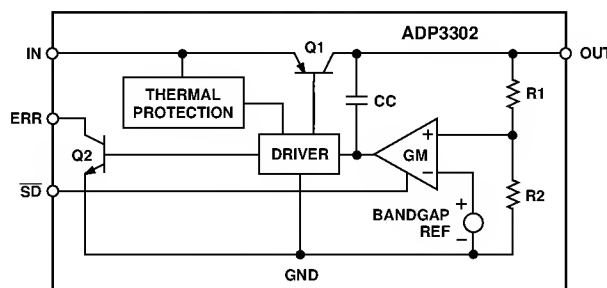 ADP3302
IN
Q1
OUT
THERMAL
PROTECTION
CC
R1
ERR
Q2
DRIVER
+
GM
−
SD
BANDGAP
REF
+
−
R2
GND